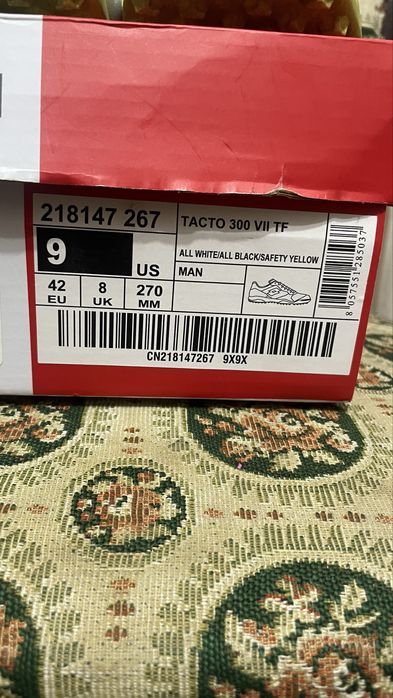 218147 267
TACTO 300 VII TF
9 US
ALL WHITE/ALL BLACK/SAFETY YELLOW
MAN
42 EU
8 UK
270 MM
CN218147267 9X9X
8 057551 285037